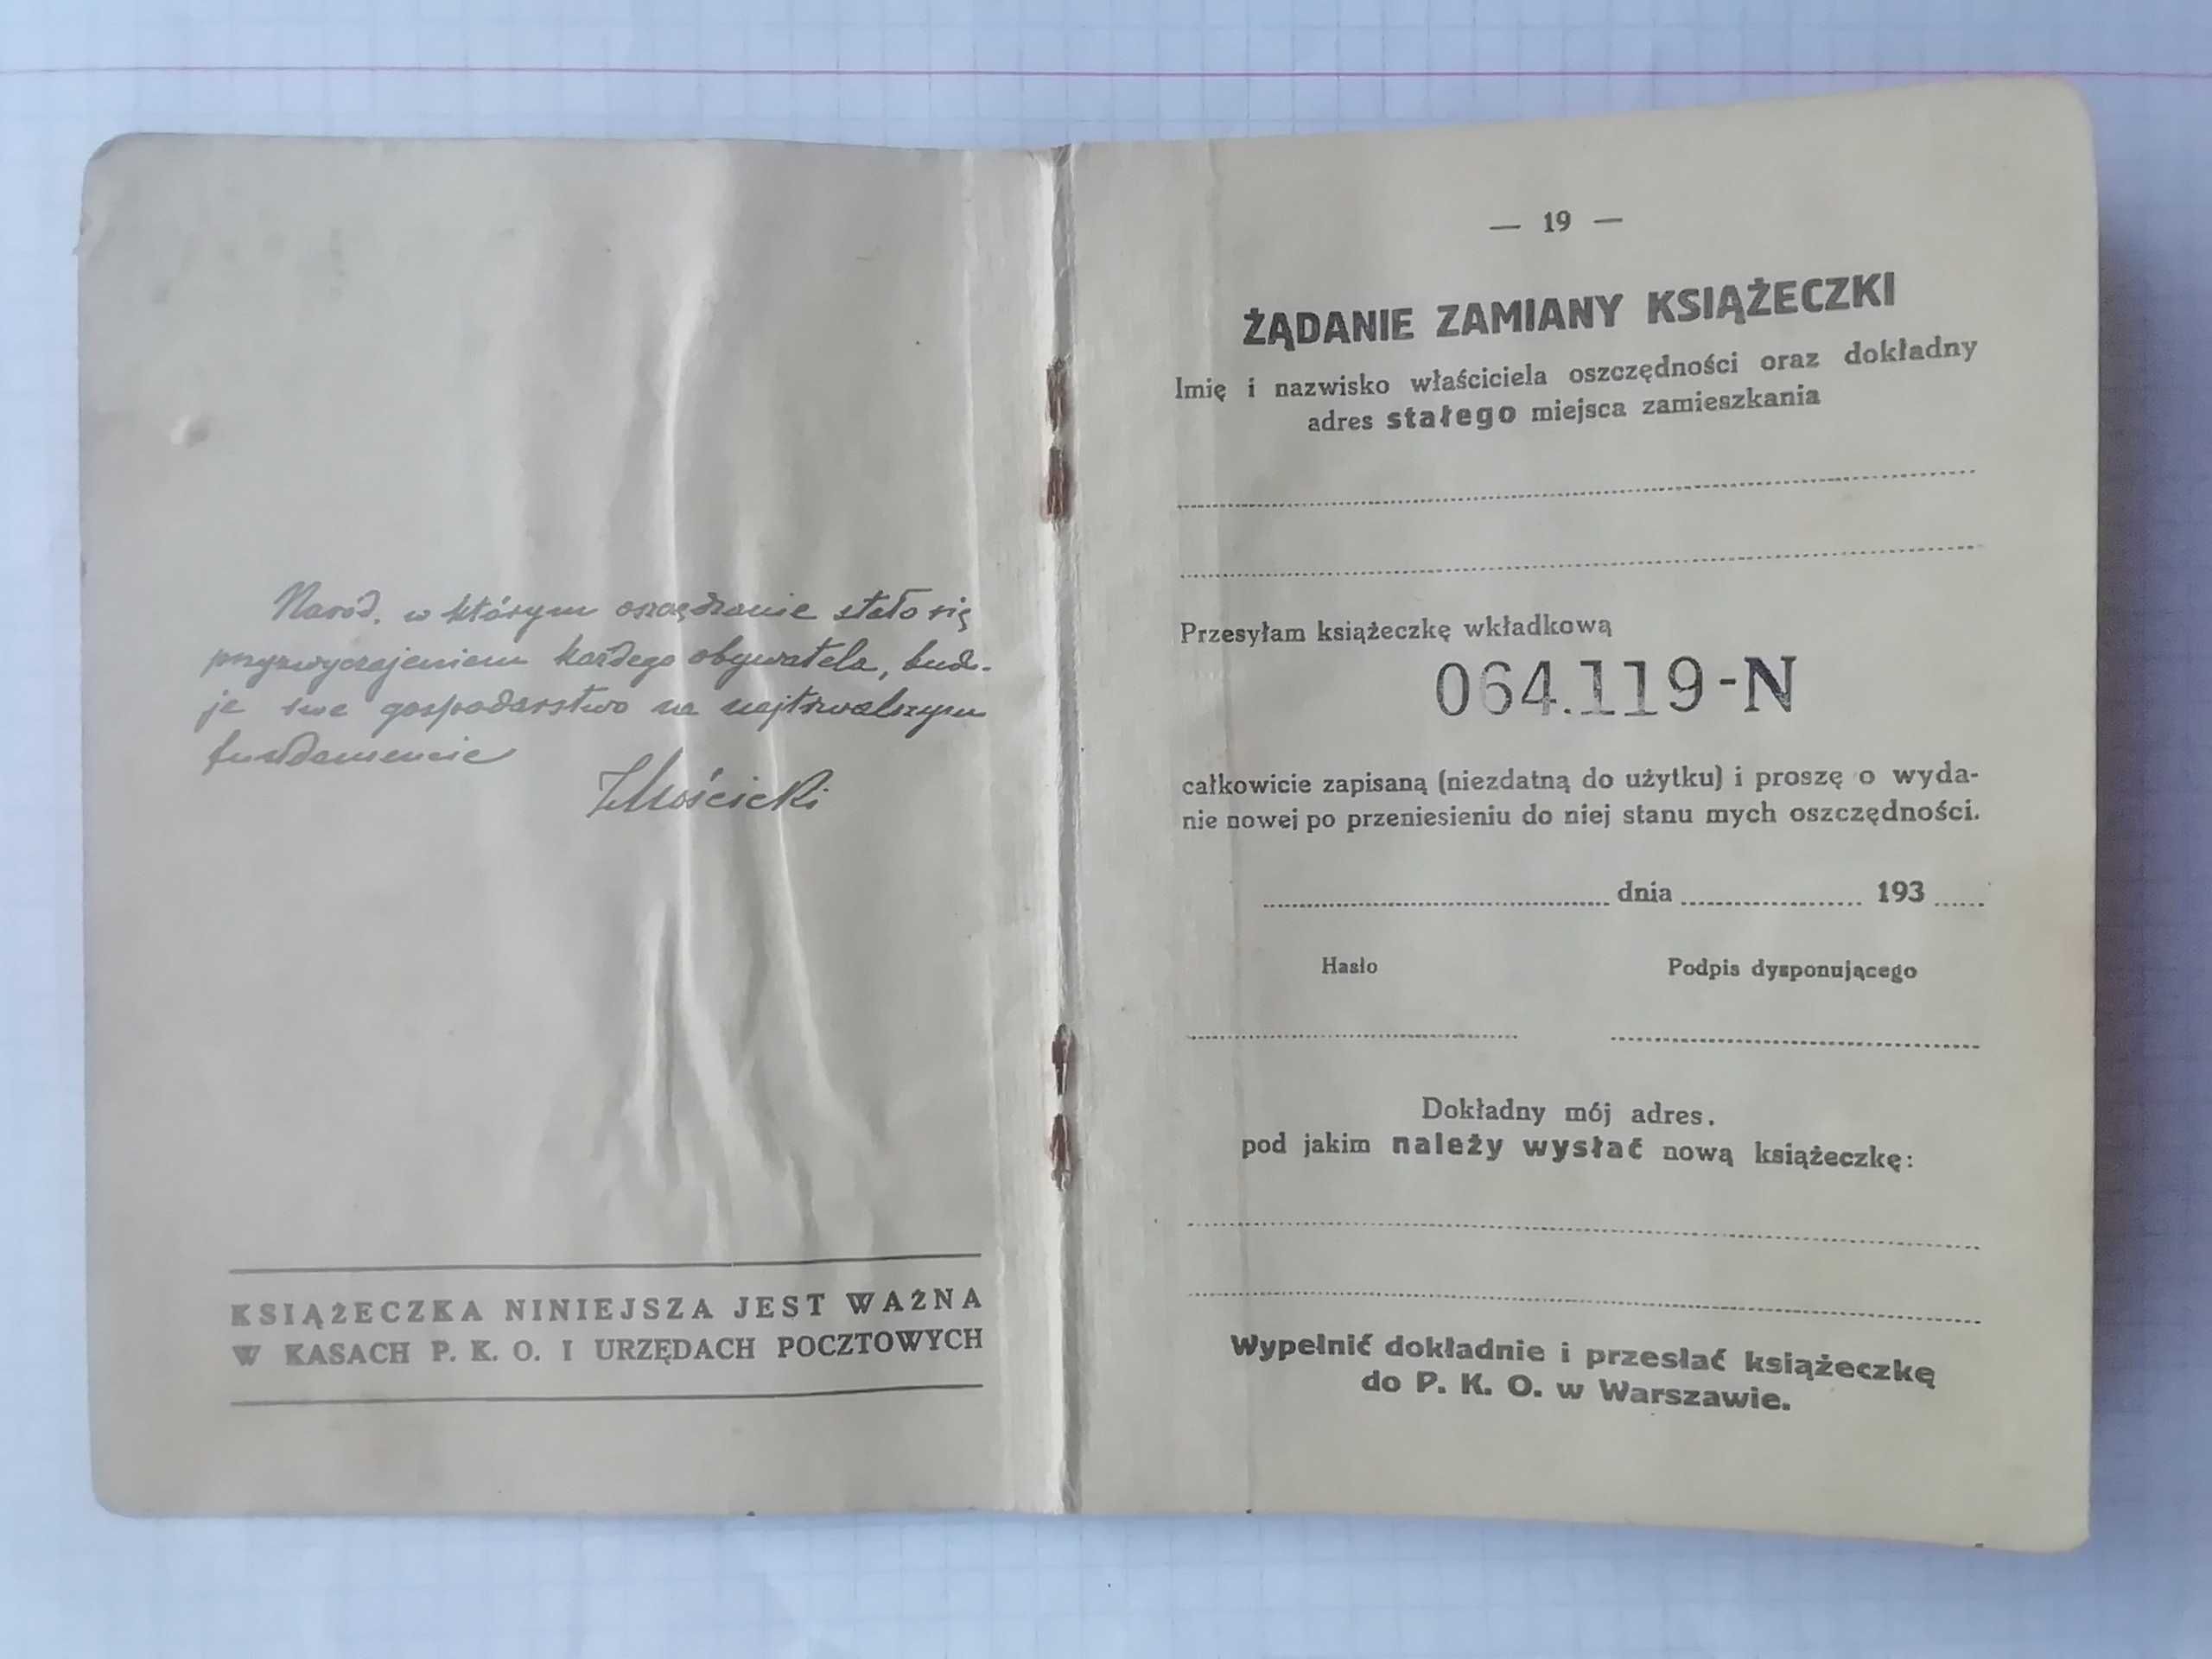 Naród, w którym oszczędzanie stało się
przyzwyczajeniem każdego obywatela, budu-
je swe gospodarstwo na najtrwalszym
fundamencie
IMościcki
KSIĄŻECZKA NINIEJSZA JEST WAŻNA
W KASACH P. K. O. I URZĘDACH POCZTOWYCH
— 19 —
ŻĄDANIE ZAMIANY KSIĄŻECZKI
Imię i nazwisko właściciela oszczędności oraz dokładny
adres stałego miejsca zamieszkania
Przesyłam książeczkę wkładkową
064.119-N
całkowicie zapisaną (niezdatną do użytku) i proszę o wyda-
nie nowej po przeniesieniu do niej stanu mych oszczędności.
dnia 193
Hasło Podpis dysponującego
Dokładny mój adres,
pod jakim należy wysłać nową książeczkę:
Wypełnić dokładnie i przesłać książeczkę
do P. K. O. w Warszawie.